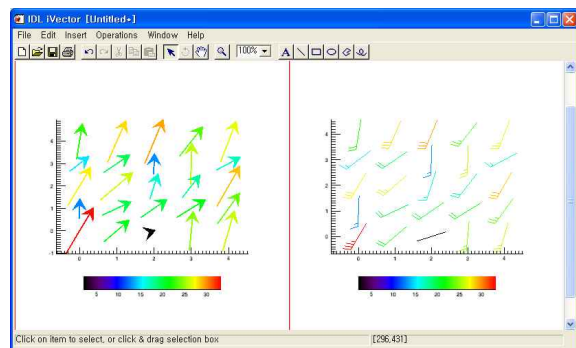 IDL iVector [Untitled*]
File Edit Insert Operations Window Help
100%
A
4
3
2
1
0
-1
0 1 2 3 4
5 10 15 20 25 30
4
3
2
1
0
0 1 2 3 4
5 10 15 20 25 30
Click on item to select, or click & drag selection box
[296,431]